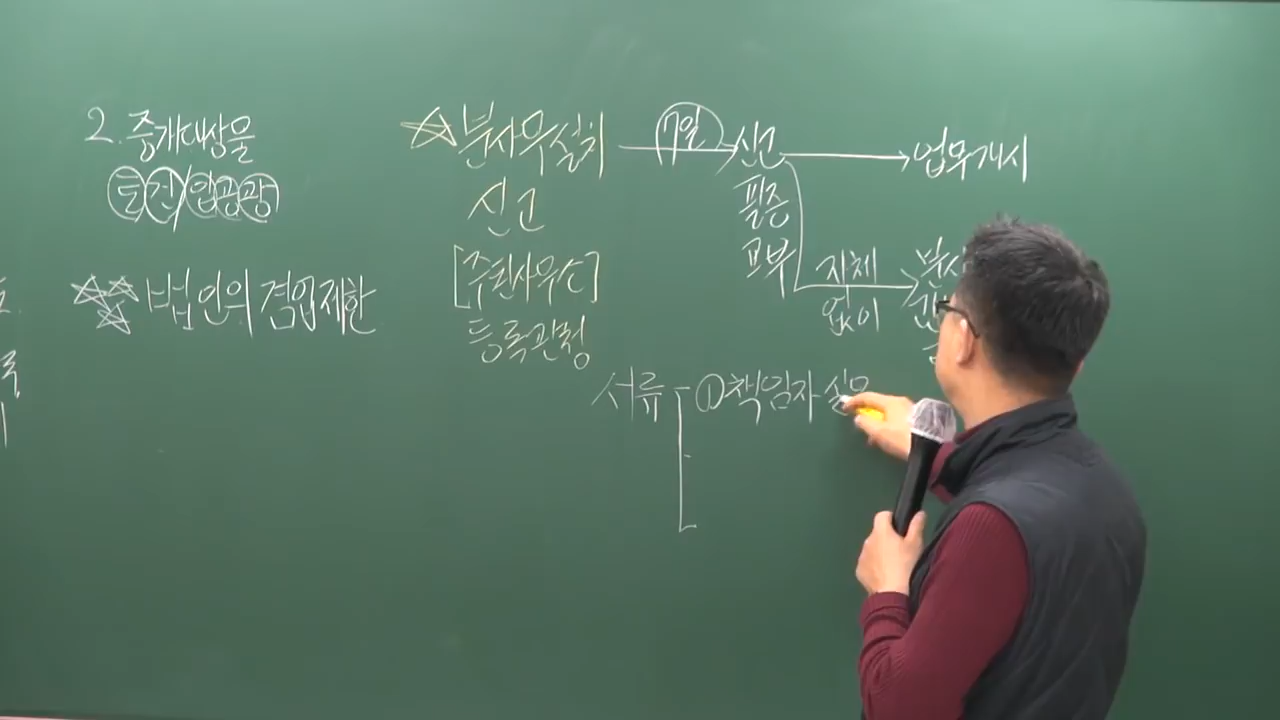 2. 중개대상물
토 건 / 입 공 광
☆☆☆ 법인의 겸업제한
☆ 분사무설치
신고
[주된사무소]
등록관청
7일
신고
필증
교부
업무개시
지체
없이
서류
① 책임자 실무